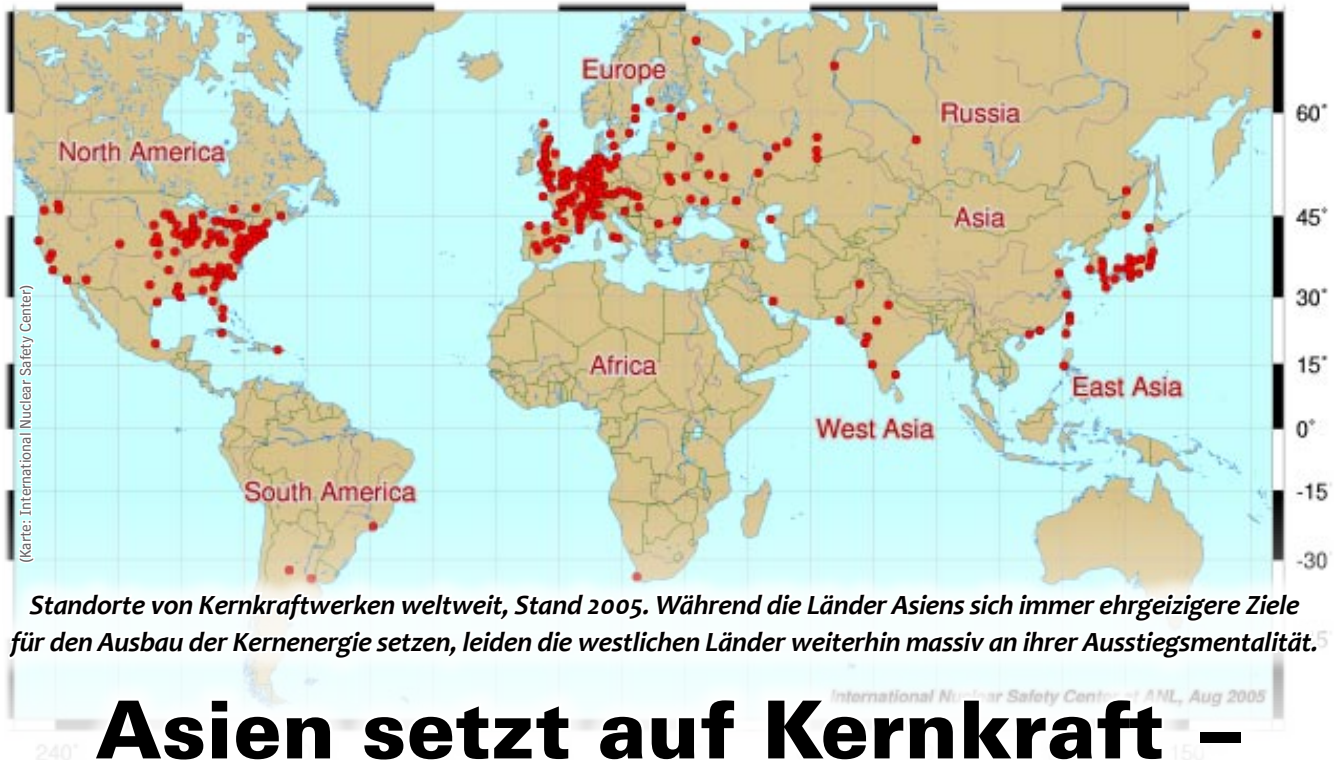 Europe
60°
Russia
North America
45°
Asia
30°
(Karte: International Nuclear Safety Center)
15°
Africa
East Asia
0°
West Asia
South America
-15
-30
Standorte von Kernkraftwerken weltweit, Stand 2005. Während die Länder Asiens sich immer ehrgeizigere Ziele
für den Ausbau der Kernenergie setzen, leiden die westlichen Länder weiterhin massiv an ihrer Ausstiegsmentalität.
International Nuclear Safety Center at ANL, Aug 2005
Asien setzt auf Kernkraft –
240°
150